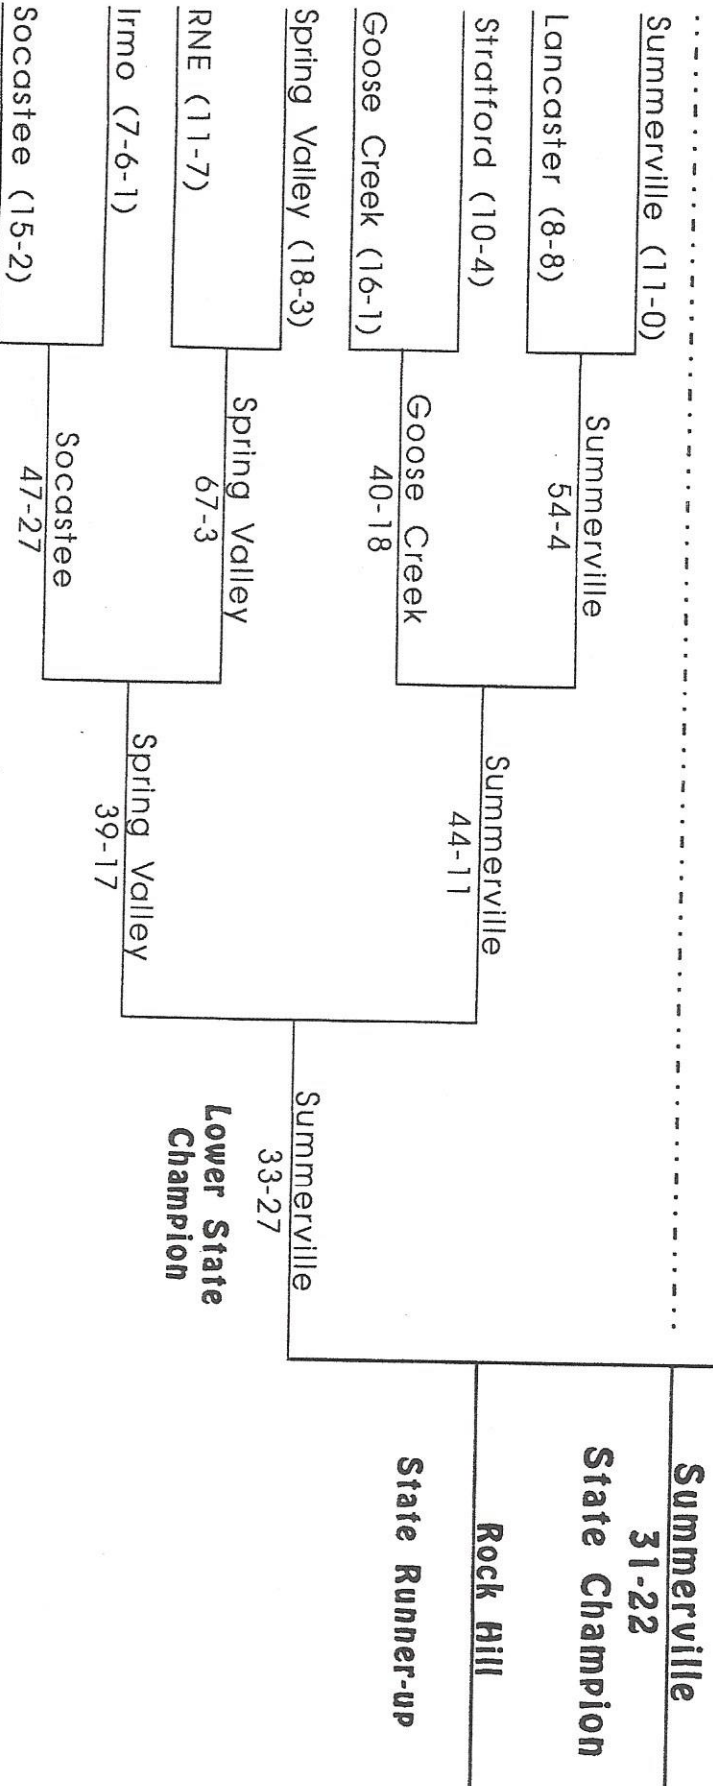 Summerville (11-0)
Lancaster (8-8)
Stratford (10-4)
Goose Creek (16-1)
Spring Valley (18-3)
RNE (11-7)
Irmo (7-6-1)
Socastee (15-2)
Summerville
54-4
Goose Creek
40-18
Spring Valley
67-3
Socastee
47-27
Summerville
44-11
Spring Valley
39-17
Summerville
33-27
Lower State
Champion
Summerville
31-22
State Champion
Rock Hill
State Runner-up